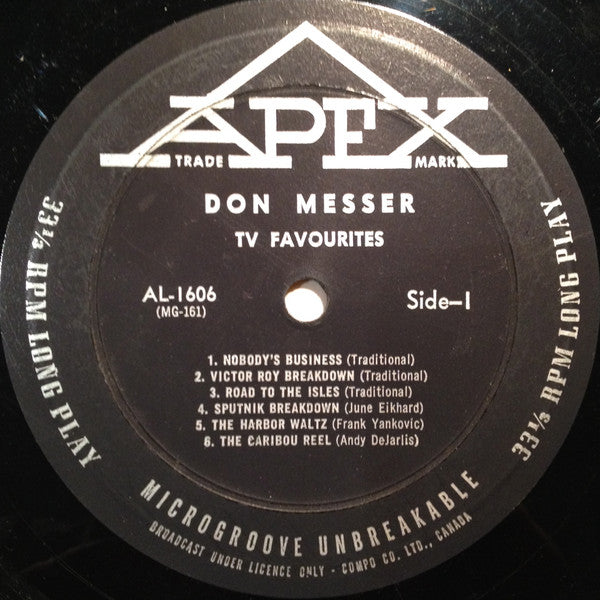 APEX
TRADE MARK
DON MESSER
TV FAVOURITES
AL-1606
(MG-161)
Side-1
1. NOBODY'S BUSINESS (Traditional)
2. VICTOR ROY BREAKDOWN (Traditional)
3. ROAD TO THE ISLES (Traditional)
4. SPUTNIK BREAKDOWN (June Eikhard)
5. THE HARBOR WALTZ (Frank Yankovic)
6. THE CARIBOU REEL (Andy DeJarlis)
33⅓ RPM LONG PLAY
33⅓ RPM LONG PLAY
MICROGROOVE UNBREAKABLE
BROADCAST UNDER LICENCE ONLY - COMPO CO. LTD., CANADA